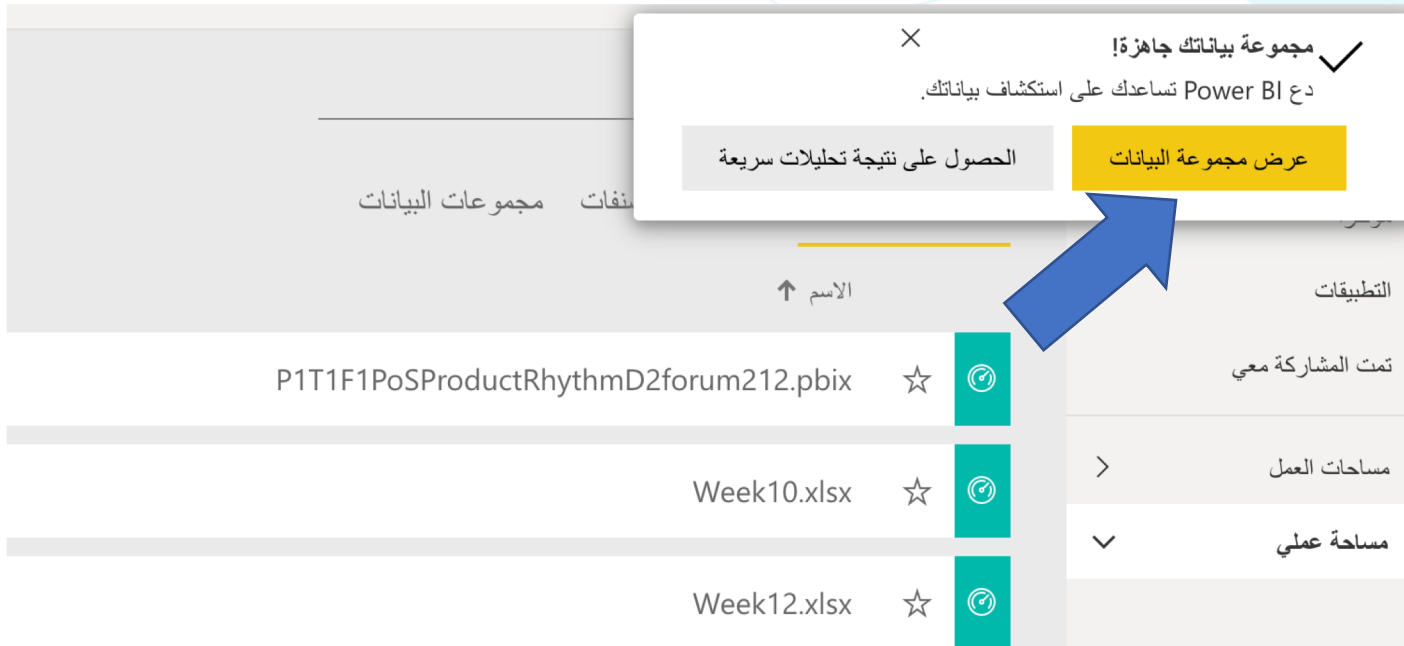 مجموعة بياناتك جاهزة!
دع Power BI تساعدك على استكشاف بياناتك.
عرض مجموعة البيانات
الحصول على نتيجة تحليلات سريعة
مجموعات البيانات
الاسم
P1T1F1PoSProductRhythmD2forum212.pbix
Week10.xlsx
Week12.xlsx
التطبيقات
تمت المشاركة معي
مساحات العمل
مساحة عملي